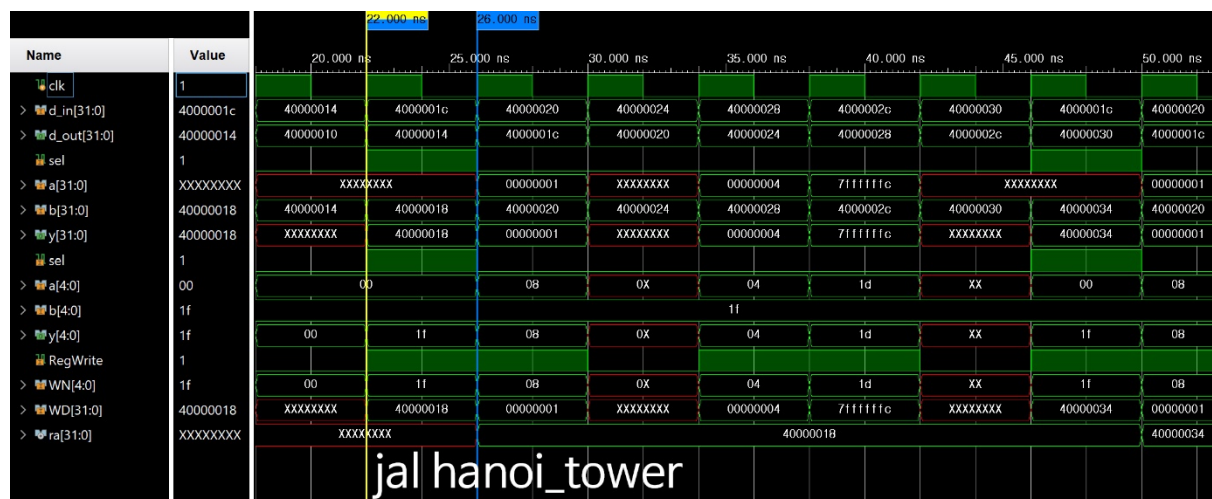 22.000 ns 26.000 ns
Name Value 20.000 ns 25.000 ns 30.000 ns 35.000 ns 40.000 ns 45.000 ns 50.000 ns
clk 1
d_in[31:0] 4000001c 40000014 4000001c 40000020 40000024 40000028 4000002c 40000030 4000001c 40000020
d_out[31:0] 40000014 40000010 40000014 4000001c 40000020 40000024 40000028 4000002c 40000030 4000001c
sel 1
a[31:0] XXXXXXXX XXXXXXXX 00000001 XXXXXXXX 00000004 7ffffffc XXXXXXXX 00000001
b[31:0] 40000018 40000014 40000018 40000020 40000024 40000028 4000002c 40000030 40000034 40000020
y[31:0] 40000018 XXXXXXXX 40000018 00000001 XXXXXXXX 00000004 7ffffffc XXXXXXXX 40000034 00000001
sel 1
a[4:0] 00 00 08 0X 04 1d XX 00 08
b[4:0] 1f 1f
y[4:0] 1f 00 1f 08 0X 04 1d XX 1f 08
RegWrite 1
WN[4:0] 1f 00 1f 08 0X 04 1d XX 1f 08
WD[31:0] 40000018 XXXXXXXX 40000018 00000001 XXXXXXXX 00000004 7ffffffc XXXXXXXX 40000034 00000001
ra[31:0] XXXXXXXX XXXXXXXX 40000018 40000034
jal hanoi_tower